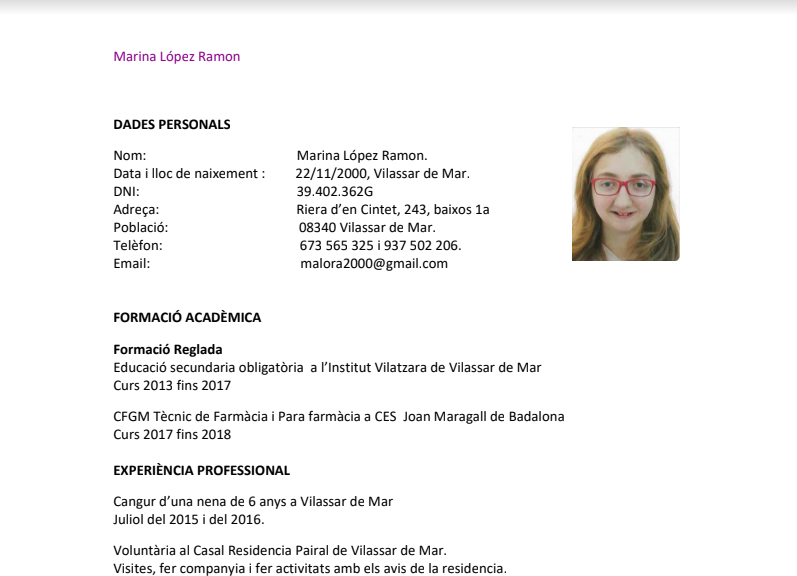 Marina López Ramon
DADES PERSONALS
Nom: Marina López Ramon.
Data i lloc de naixement : 22/11/2000, Vilassar de Mar.
DNI: 39.402.362G
Adreça: Riera d’en Cintet, 243, baixos 1a
Població: 08340 Vilassar de Mar.
Telèfon: 673 565 325 i 937 502 206.
Email: malora2000@gmail.com
FORMACIÓ ACADÈMICA
Formació Reglada
Educació secundaria obligatòria a l’Institut Vilatzara de Vilassar de Mar
Curs 2013 fins 2017
CFGM Tècnic de Farmàcia i Para farmàcia a CES Joan Maragall de Badalona
Curs 2017 fins 2018
EXPERIÈNCIA PROFESSIONAL
Cangur d’una nena de 6 anys a Vilassar de Mar
Juliol del 2015 i del 2016.
Voluntària al Casal Residencia Pairal de Vilassar de Mar.
Visites, fer companyia i fer activitats amb els avis de la residencia.